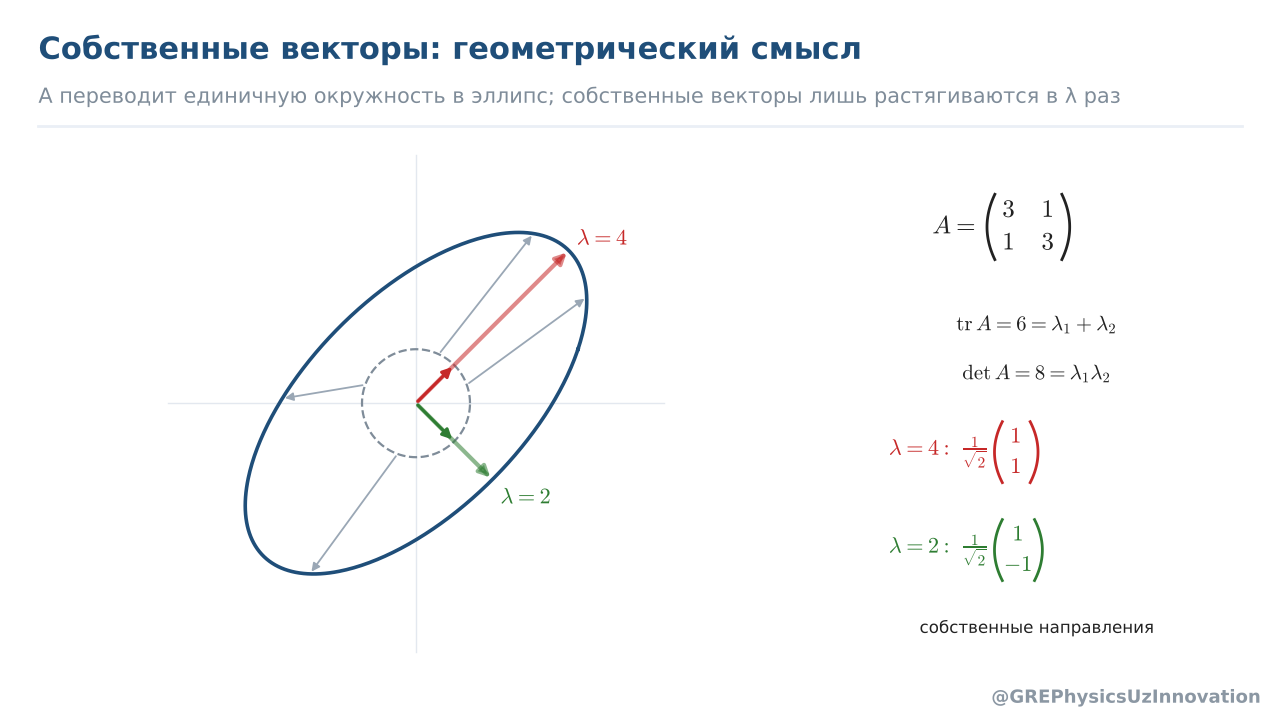 Собственные векторы: геометрический смысл
A переводит единичную окружность в эллипс; собственные векторы лишь растягиваются в λ раз
λ = 4
λ = 2
A = (3 1
1 3)
tr A = 6 = λ₁ + λ₂
det A = 8 = λ₁λ₂
λ = 4 : 1/√2 (1
1)
λ = 2 : 1/√2 (1
−1)
собственные направления
@GREPhysicsUzInnovation